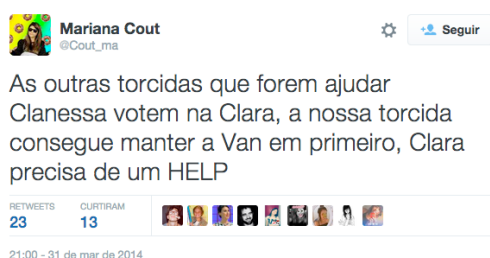 Mariana Cout
@Cout_ma
Seguir
As outras torcidas que forem ajudar
Clanessa votem na Clara, a nossa torcida
consegue manter a Van em primeiro, Clara
precisa de um HELP
RETWEETS CURTIRAM
23 13
21:00 - 31 de mar de 2014